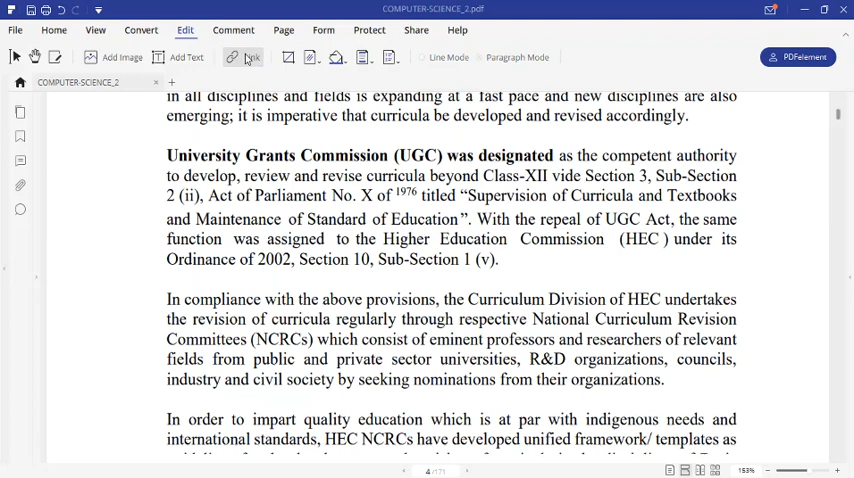 COMPUTER-SCIENCE_2.pdf
File Home View Convert Edit Comment Page Form Protect Share Help
Add Image Add Text Link Line Mode Paragraph Mode PDFelement
COMPUTER-SCIENCE_2 × +
in all disciplines and fields is expanding at a fast pace and new disciplines are also
emerging; it is imperative that curricula be developed and revised accordingly.
University Grants Commission (UGC) was designated as the competent authority
to develop, review and revise curricula beyond Class-XII vide Section 3, Sub-Section
2 (ii), Act of Parliament No. X of 1976 titled “Supervision of Curricula and Textbooks
and Maintenance of Standard of Education”. With the repeal of UGC Act, the same
function was assigned to the Higher Education Commission (HEC ) under its
Ordinance of 2002, Section 10, Sub-Section 1 (v).
In compliance with the above provisions, the Curriculum Division of HEC undertakes
the revision of curricula regularly through respective National Curriculum Revision
Committees (NCRCs) which consist of eminent professors and researchers of relevant
fields from public and private sector universities, R&D organizations, councils,
industry and civil society by seeking nominations from their organizations.
In order to impart quality education which is at par with indigenous needs and
international standards, HEC NCRCs have developed unified framework/ templates as
4 /171 153%